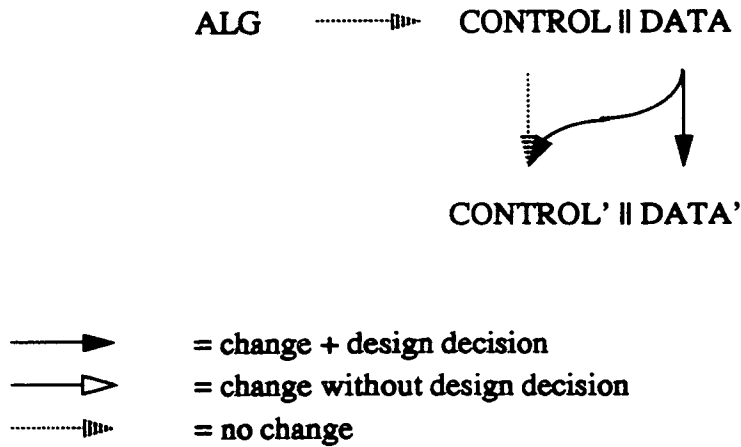 ALG CONTROL || DATA
CONTROL' || DATA'
= change + design decision
= change without design decision
= no change